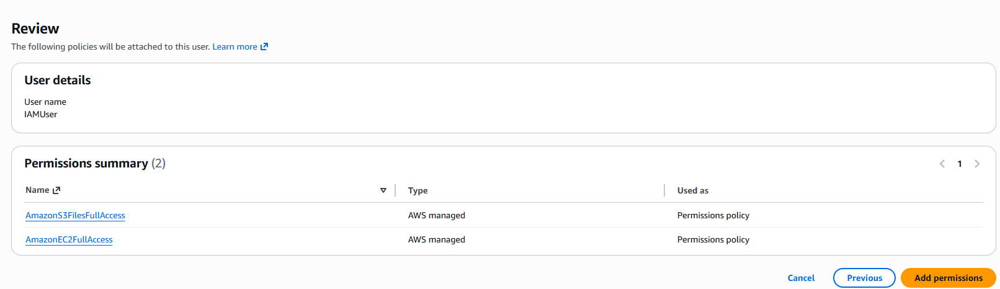 Review
The following policies will be attached to this user. Learn more
User details
User name
IAMUser
Permissions summary (2)
1
Name Type Used as
AmazonS3FilesFullAccess AWS managed Permissions policy
AmazonEC2FullAccess AWS managed Permissions policy
Cancel Previous Add permissions